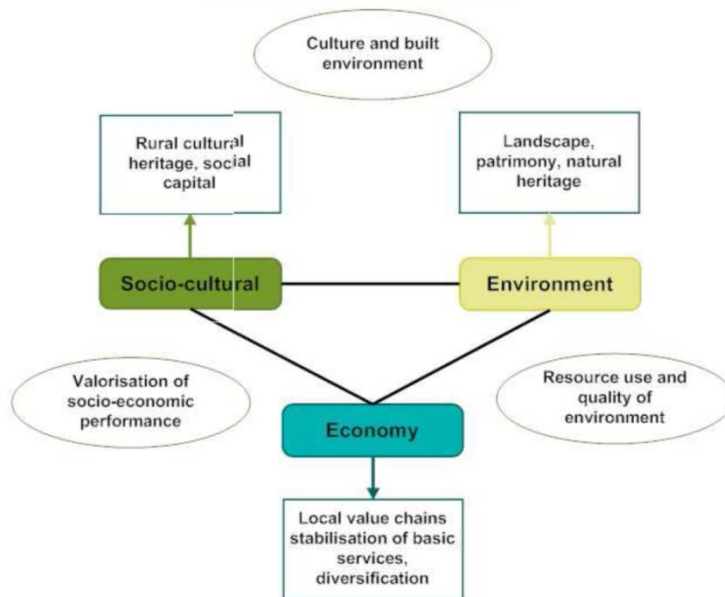 Culture and built
environment
Rural cultural
heritage, social
capital
Landscape,
patrimony, natural
heritage
Socio-cultural
Environment
Valorisation of
socio-economic
performance
Resource use and
quality of
environment
Economy
Local value chains
stabilisation of basic
services,
diversification